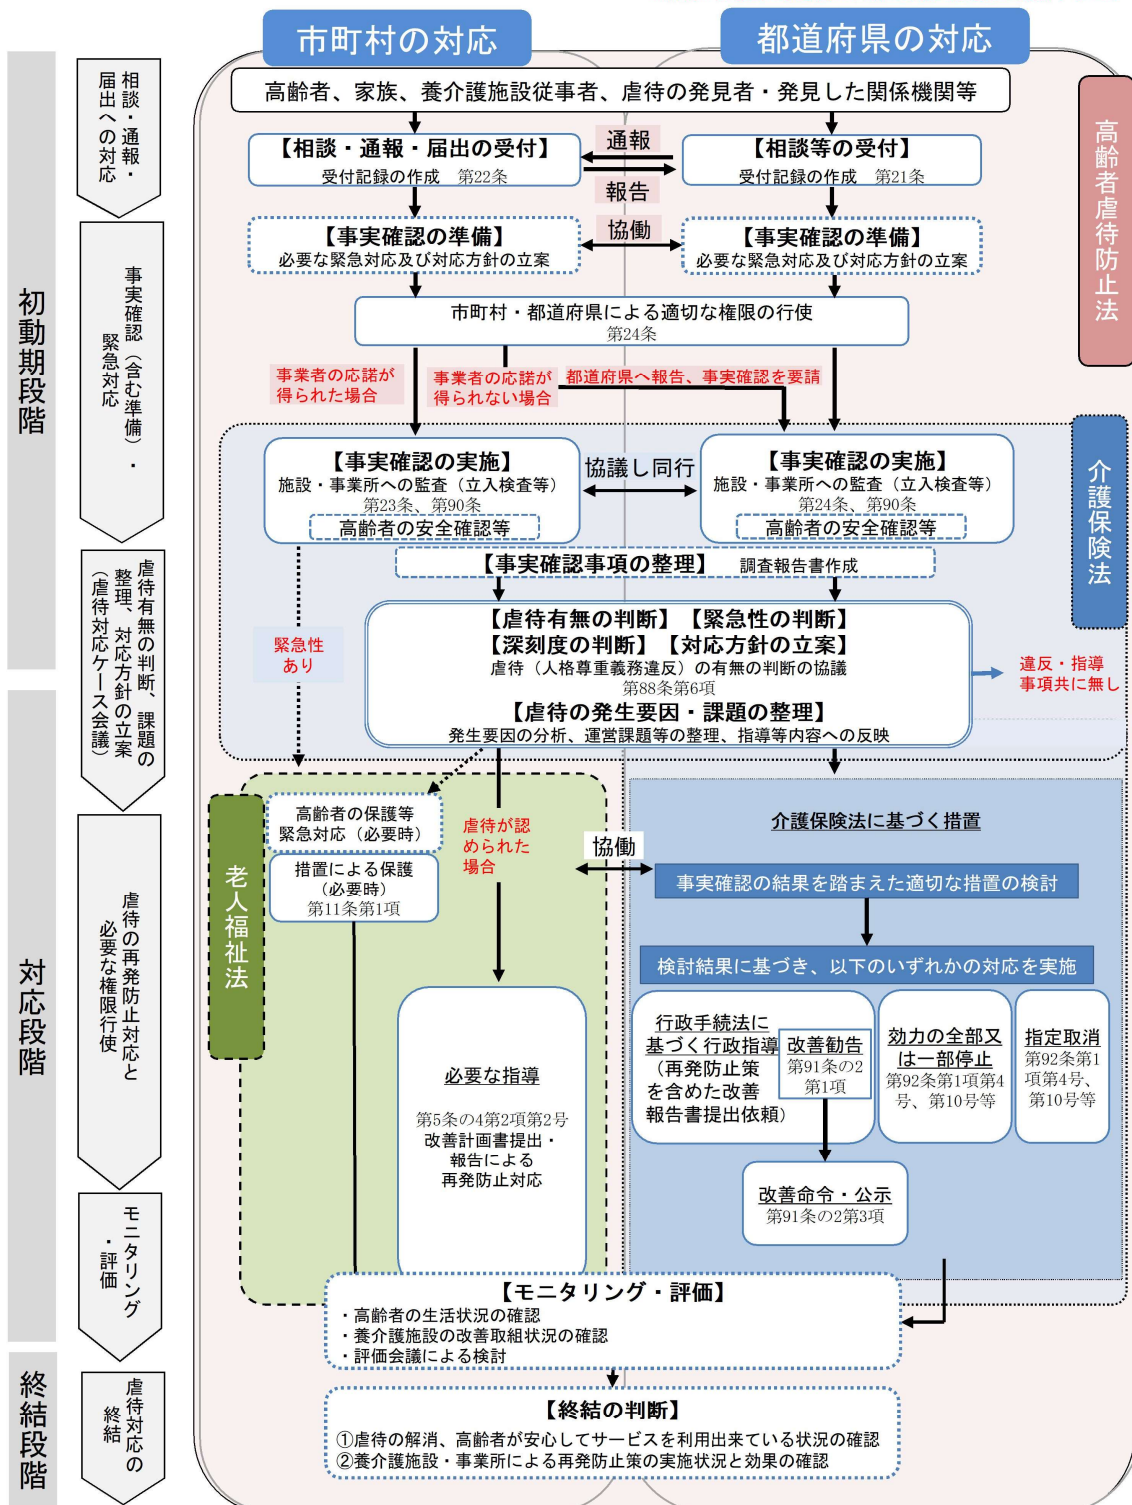 市町村の対応
都道府県の対応
高齢者、家族、養介護施設従事者、虐待の発見者・発見した関係機関等
【相談・通報・届出の受付】
受付記録の作成　第22条
通報
報告
【相談等の受付】
受付記録の作成　第21条
【事実確認の準備】
必要な緊急対応及び対応方針の立案
協働
【事実確認の準備】
必要な緊急対応及び対応方針の立案
市町村・都道府県による適切な権限の行使
第24条
事業者の応諾が
得られた場合
事業者の応諾が
得られない場合
都道府県へ報告、事実確認を要請
【事実確認の実施】
施設・事業所への監査（立入検査等）
第23条、第90条
高齢者の安全確認等
協議し同行
【事実確認の実施】
施設・事業所への監査（立入検査等）
第24条、第90条
高齢者の安全確認等
【事実確認事項の整理】　調査報告書作成
【虐待有無の判断】【緊急性の判断】
【深刻度の判断】【対応方針の立案】
虐待（人格尊重義務違反）の有無の判断の協議
第88条第6項
【虐待の発生要因・課題の整理】
発生要因の分析、運営課題等の整理、指導等内容への反映
緊急性
あり
違反・指導
事項共に無し
高齢者の保護等
緊急対応（必要時）
措置による保護
（必要時）
第11条第1項
虐待が認
められた
場合
協働
必要な指導
第5条の4第2項第2号
改善計画書提出・
報告による
再発防止対応
介護保険法に基づく措置
事実確認の結果を踏まえた適切な措置の検討
検討結果に基づき、以下のいずれかの対応を実施
行政手続法に
基づく行政指導
（再発防止策
を含めた改善
報告書提出依頼）
改善勧告
第91条の2
第1項
効力の全部又
は一部停止
第92条第1項第4
号、第10号等
指定取消
第92条第1
項第4号、
第10号等
改善命令・公示
第91条の2第3項
【モニタリング・評価】
・高齢者の生活状況の確認
・養介護施設の改善取組状況の確認
・評価会議による検討
【終結の判断】
①虐待の解消、高齢者が安心してサービスを利用出来ている状況の確認
②養介護施設・事業所による再発防止策の実施状況と効果の確認
高齢者虐待防止法
介護保険法
老人福祉法
初動期段階
対応段階
終結段階
相談・通報・
届出への対応
事実確認（含む準備）・
緊急対応
虐待有無の判断、課題の
整理、対応方針の立案
（虐待対応ケース会議）
虐待の再発防止対応と
必要な権限行使
モニタリング
・評価
虐待対応の
終結